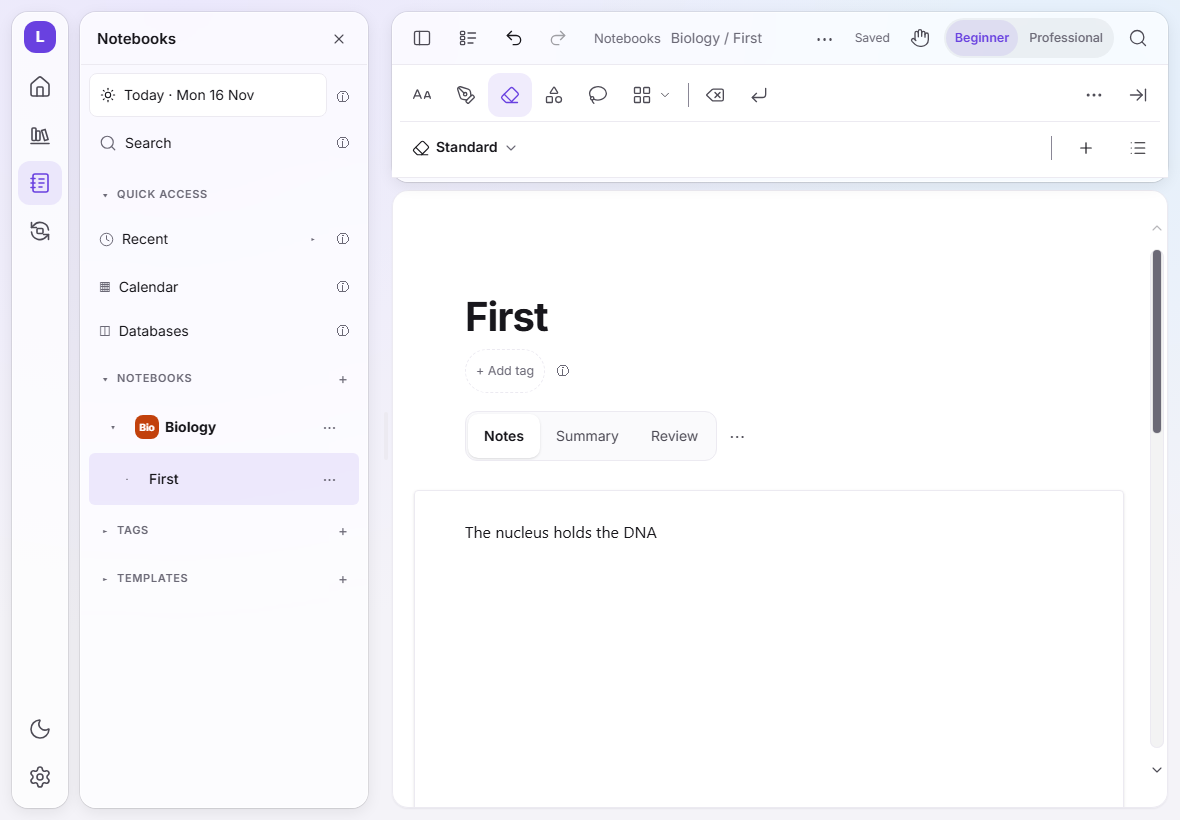 L
Notebooks
Today · Mon 16 Nov
Search
QUICK ACCESS
Recent
Calendar
Databases
NOTEBOOKS
Bio Biology
First
TAGS
TEMPLATES
Notebooks Biology / First
Saved
Beginner Professional
AA
Standard
First
+ Add tag
Notes Summary Review
The nucleus holds the DNA